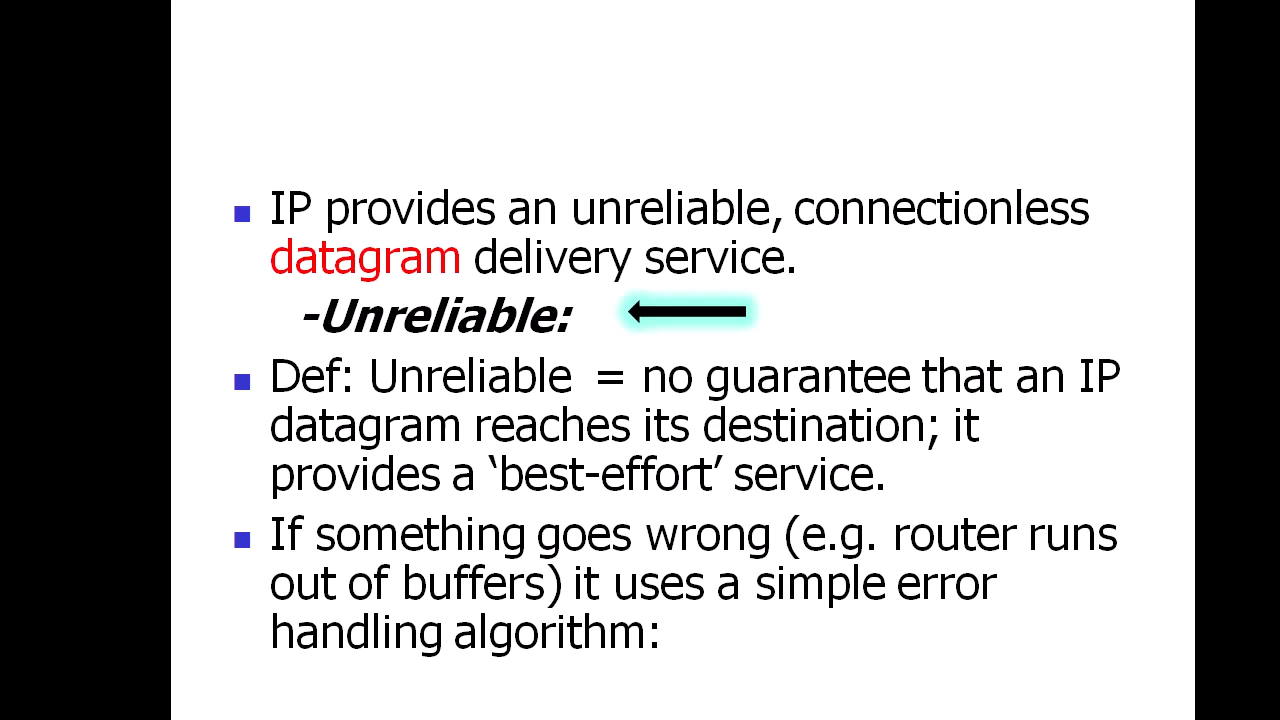 IP provides an unreliable, connectionless
datagram delivery service.
-Unreliable:
Def: Unreliable = no guarantee that an IP
datagram reaches its destination; it
provides a ‘best-effort’ service.
If something goes wrong (e.g. router runs
out of buffers) it uses a simple error
handling algorithm: